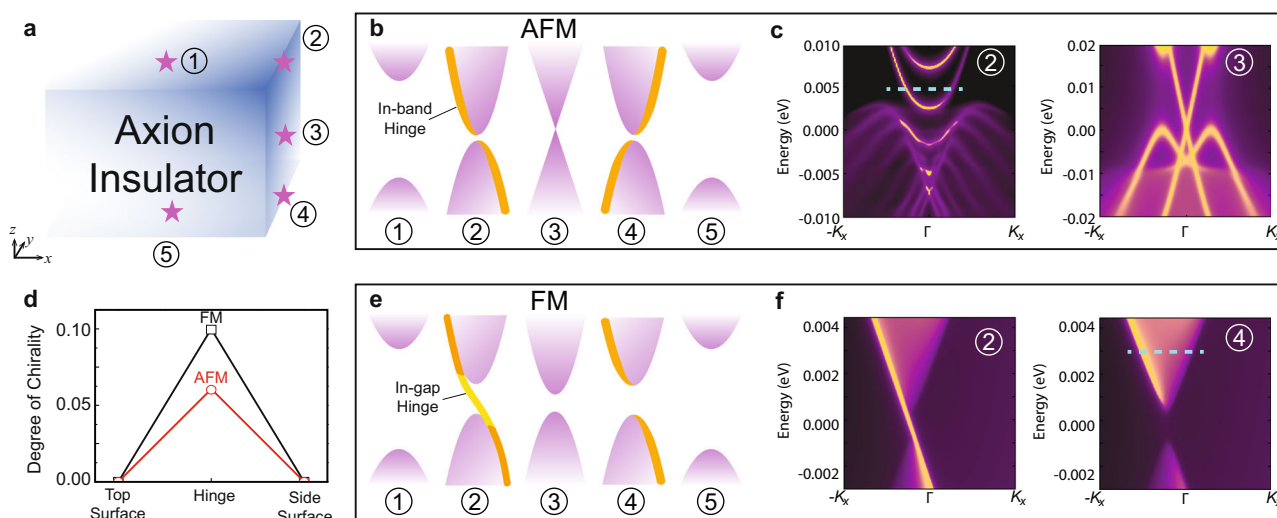 a
①
②
Axion
Insulator
③
④
⑤
z
y
x
b
AFM
In-band
Hinge
①
②
③
④
⑤
c
0.010
0.005
0.000
-0.005
-0.010
Energy (eV)
②
-Kx
Γ
Kx
0.02
0.01
0.00
-0.01
-0.02
Energy (eV)
③
-Kx
Γ
Kx
d
FM
AFM
0.10
0.05
0.00
Degree of Chirality
Top
Surface
Hinge
Side
Surface
e
FM
In-gap
Hinge
①
②
③
④
⑤
f
0.004
0.002
0.000
-0.002
Energy (eV)
②
-Kx
Γ
Kx
0.004
0.002
0.000
-0.002
Energy (eV)
④
-Kx
Γ
Kx